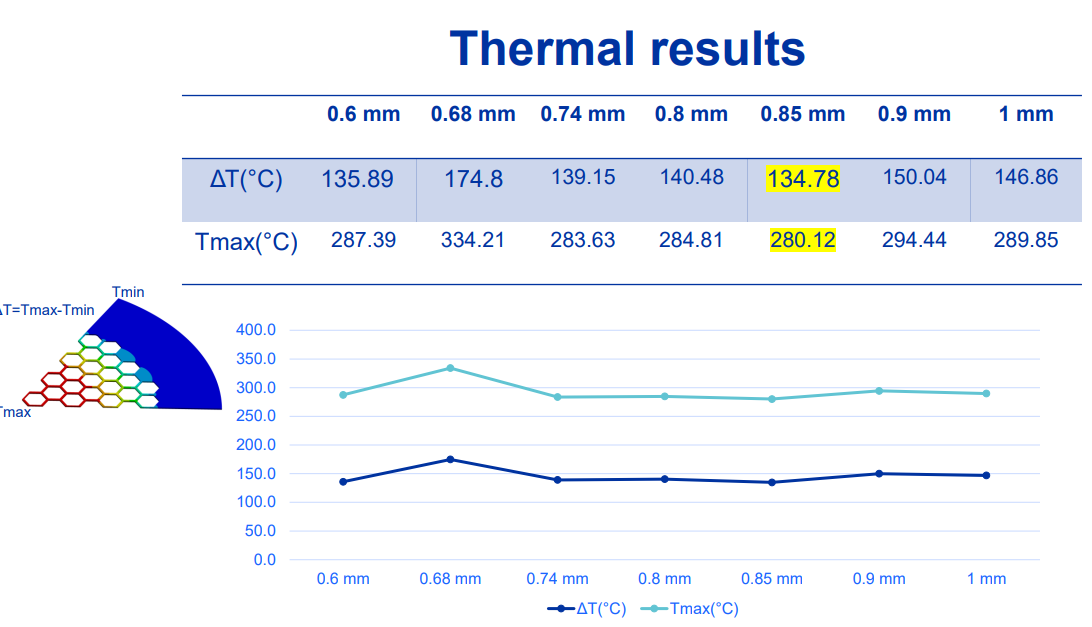 Thermal results
0.6 mm 0.68 mm 0.74 mm 0.8 mm 0.85 mm 0.9 mm 1 mm
ΔT(°C) 135.89 174.8 139.15 140.48 134.78 150.04 146.86
Tmax(°C) 287.39 334.21 283.63 284.81 280.12 294.44 289.85
Tmin
ΔT=Tmax-Tmin
Tmax
400.0
350.0
300.0
250.0
200.0
150.0
100.0
50.0
0.0
0.6 mm 0.68 mm 0.74 mm 0.8 mm 0.85 mm 0.9 mm 1 mm
ΔT(°C) Tmax(°C)